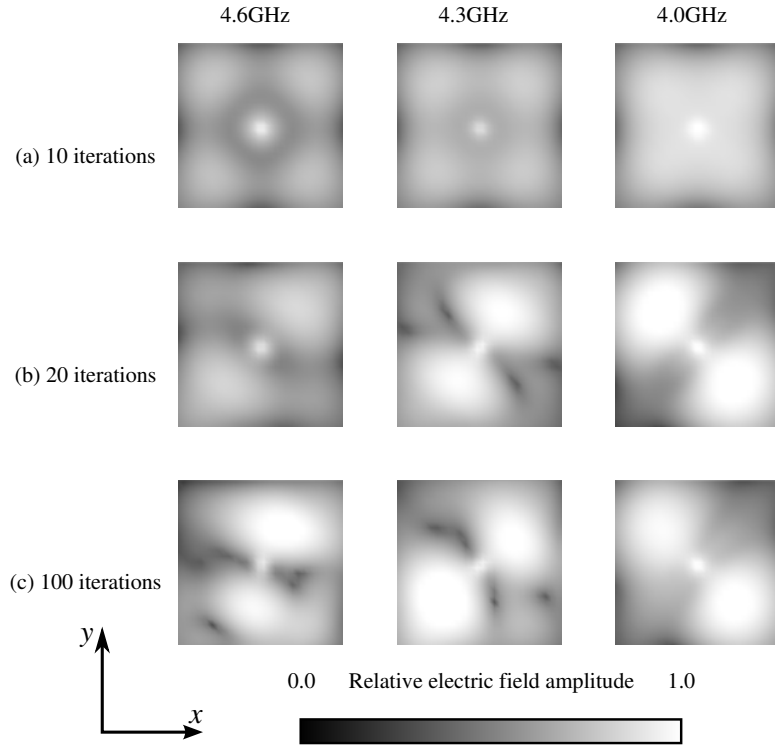 4.6GHz 4.3GHz 4.0GHz
(a) 10 iterations
(b) 20 iterations
(c) 100 iterations
y
x
0.0 Relative electric field amplitude 1.0